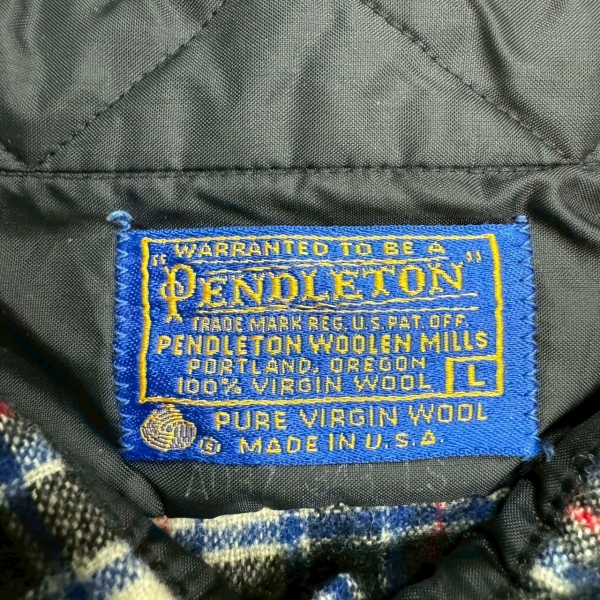 WARRANTED TO BE A
"PENDLETON"
TRADE MARK REG. U.S. PAT. OFF.
PENDLETON WOOLEN MILLS
PORTLAND, OREGON
100% VIRGIN WOOL L
PURE VIRGIN WOOL
R MADE IN U.S.A.